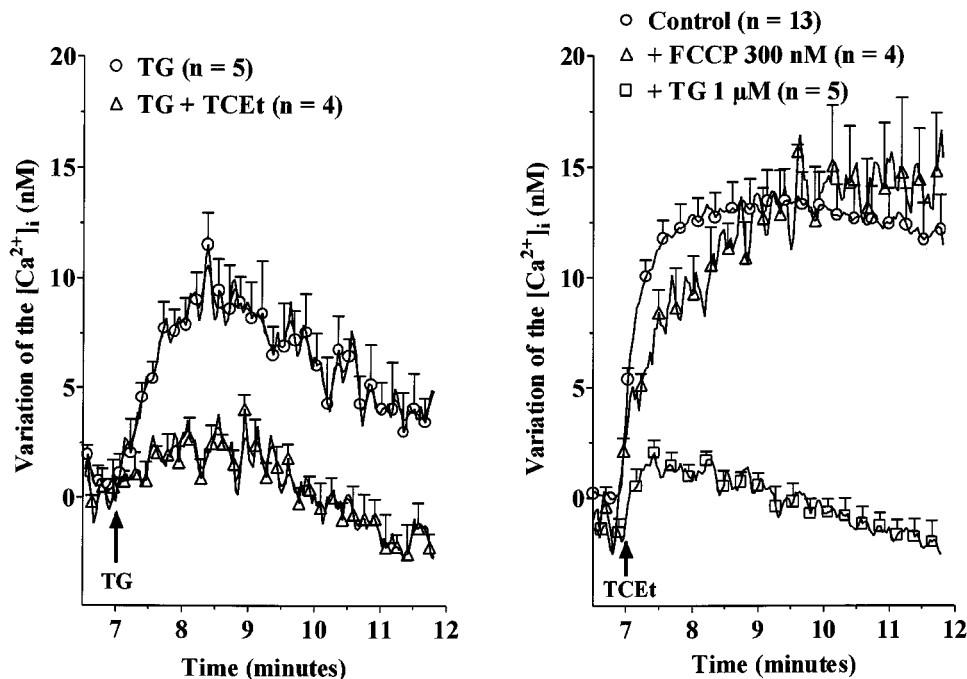 TG (n = 5)
TG + TCEt (n = 4)
Variation of the [Ca²⁺]ᵢ (nM)
20
15
10
5
0
TG
7 8 9 10 11 12
Time (minutes)
Control (n = 13)
+ FCCP 300 nM (n = 4)
+ TG 1 µM (n = 5)
Variation of the [Ca²⁺]ᵢ (nM)
20
15
10
5
0
TCEt
7 8 9 10 11 12
Time (minutes)